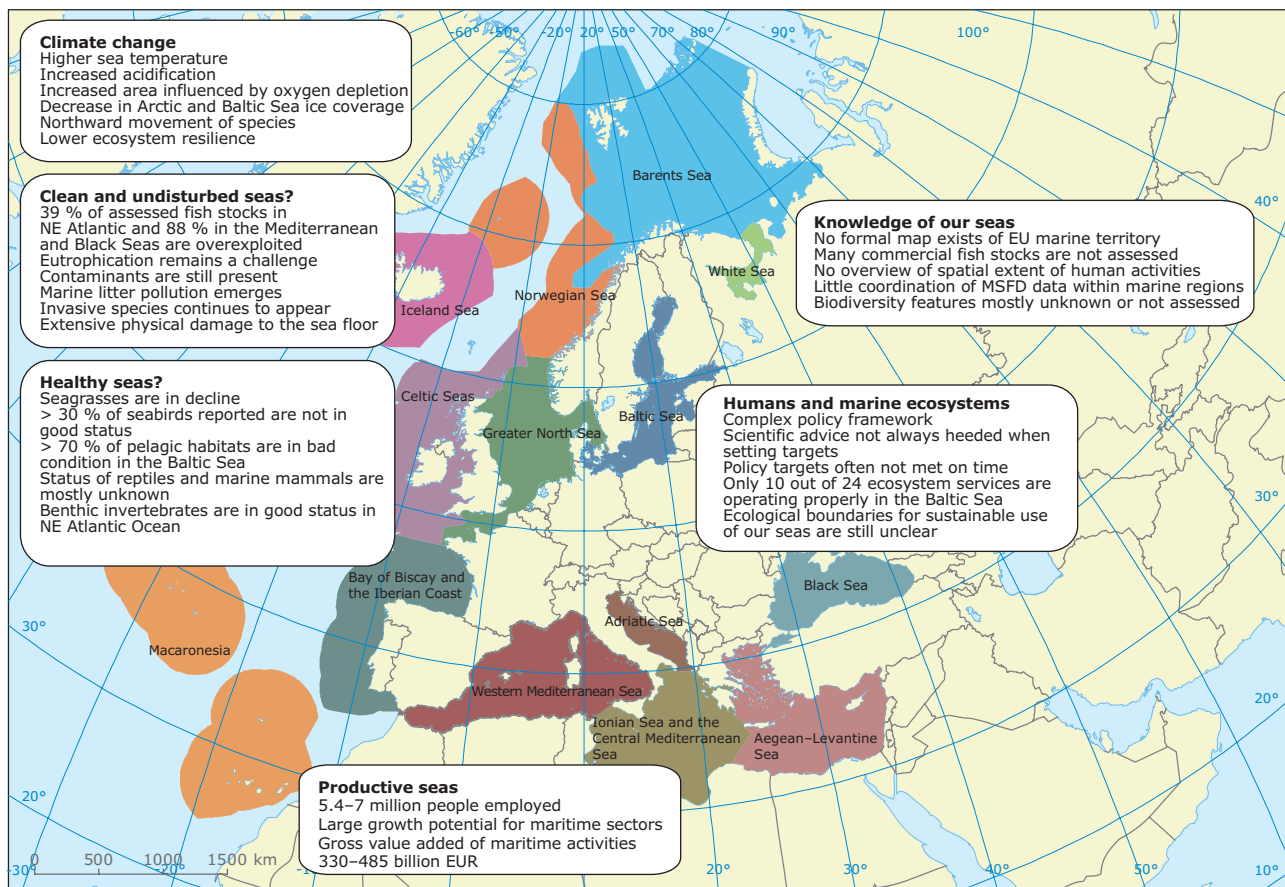 -60°
-50°
-20°
20°
50°
70°
80°
90°
100°
Climate change
Higher sea temperature
Increased acidification
Increased area influenced by oxygen depletion
Decrease in Arctic and Baltic Sea ice coverage
Northward movement of species
Lower ecosystem resilience
Barents Sea
Clean and undisturbed seas?
39 % of assessed fish stocks in
NE Atlantic and 88 % in the Mediterranean
and Black Seas are overexploited
Eutrophication remains a challenge
Contaminants are still present
Marine litter pollution emerges
Invasive species continues to appear
Extensive physical damage to the sea floor
40°
Knowledge of our seas
No formal map exists of EU marine territory
Many commercial fish stocks are not assessed
No overview of spatial extent of human activities
Little coordination of MSFD data within marine regions
Biodiversity features mostly unknown or not assessed
White Sea
Norwegian Sea
Iceland Sea
Healthy seas?
Seagrasses are in decline
> 30 % of seabirds reported are not in
good status
> 70 % of pelagic habitats are in bad
condition in the Baltic Sea
Status of reptiles and marine mammals are
mostly unknown
Benthic invertebrates are in good status in
NE Atlantic Ocean
Celtic Seas
Greater North Sea
Baltic Sea
Humans and marine ecosystems
Complex policy framework
Scientific advice not always heeded when
setting targets
Policy targets often not met on time
Only 10 out of 24 ecosystem services are
operating properly in the Baltic Sea
Ecological boundaries for sustainable use
of our seas are still unclear
30°
Bay of Biscay and
the Iberian Coast
Black Sea
30°
Adriatic Sea
Macaronesia
Western Mediterranean Sea
20°
Ionian Sea and the
Central Mediterranean
Sea
Aegean–Levantine
Sea
Productive seas
5.4–7 million people employed
Large growth potential for maritime sectors
Gross value added of maritime activities
330–485 billion EUR
20°
0 500 1000 1500 km
-30°
-20°
20°
30°
40°
50°
10°